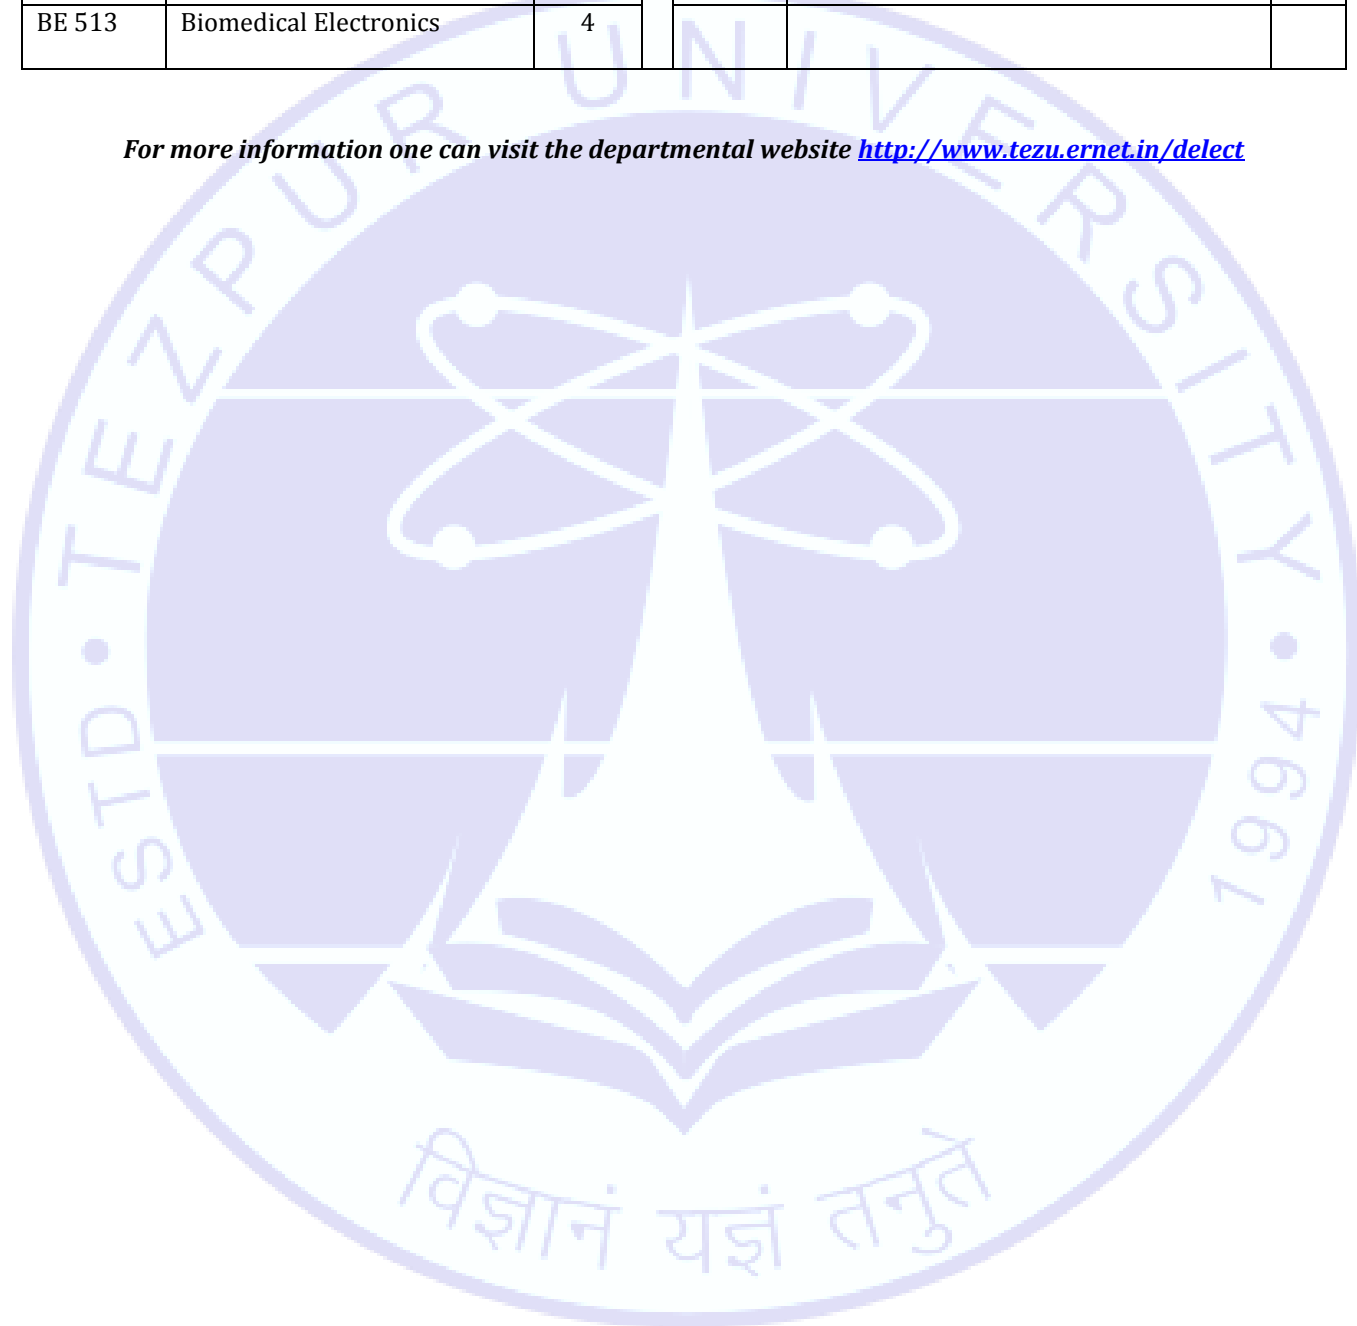 BE 513 Biomedical Electronics 4
For more information one can visit the departmental website http://www.tezu.ernet.in/delect
TEZPUR UNIVERSITY
ESTD 1994
विज्ञानं यज्ञं तनुते